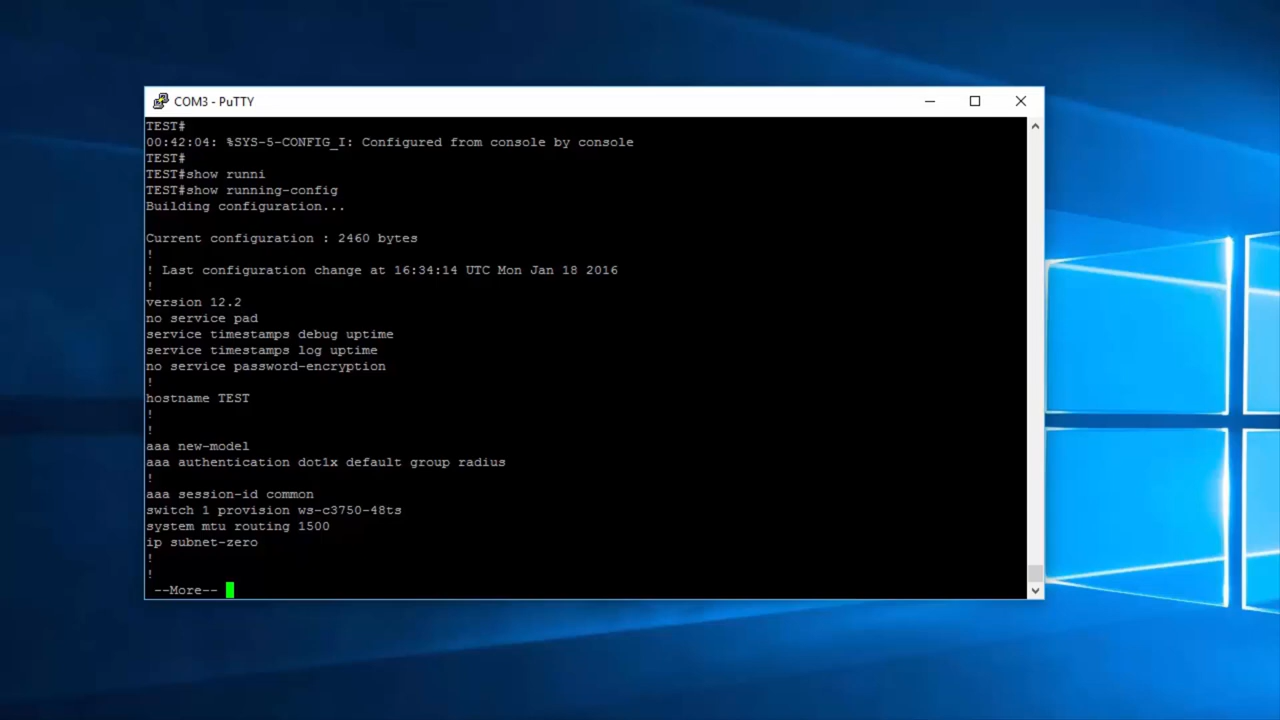 COM3 - PuTTY
TEST#
00:42:04: %SYS-5-CONFIG_I: Configured from console by console
TEST#
TEST#show runni
TEST#show running-config
Building configuration...
Current configuration : 2460 bytes
!
! Last configuration change at 16:34:14 UTC Mon Jan 18 2016
!
version 12.2
no service pad
service timestamps debug uptime
service timestamps log uptime
no service password-encryption
!
hostname TEST
!
!
aaa new-model
aaa authentication dot1x default group radius
!
aaa session-id common
switch 1 provision ws-c3750-48ts
system mtu routing 1500
ip subnet-zero
!
!
--More--